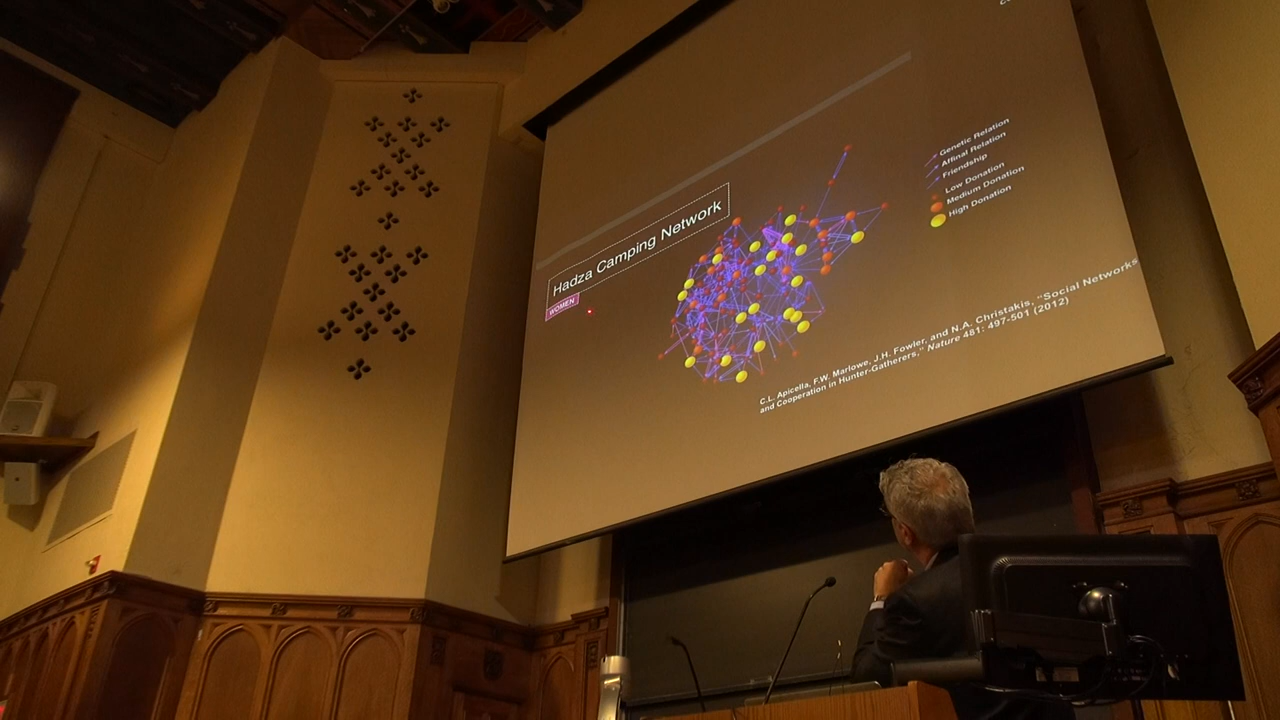 Hadza Camping Network
WOMEN
Genetic Relation
Affinal Relation
Friendship
Low Donation
Medium Donation
High Donation
C.L. Apicella, F.W. Marlowe, J.H. Fowler, and N.A. Christakis, "Social Networks
and Cooperation in Hunter-Gatherers," Nature 481: 497-501 (2012)